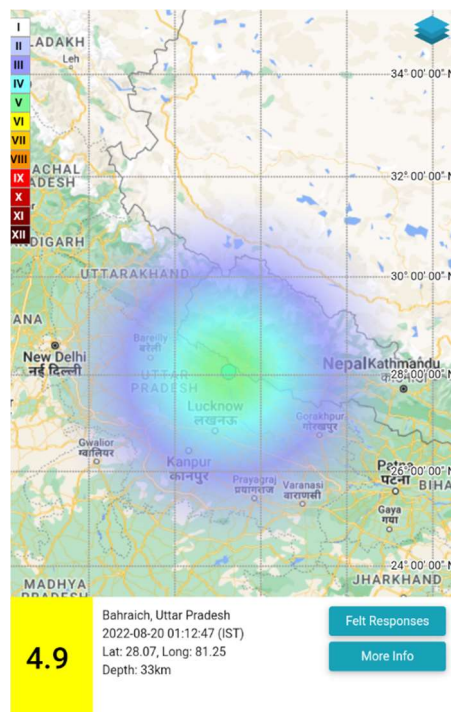 I
II
III
IV
V
VI
VII
VIII
IX
X
XI
XII
LADAKH
Leh
34° 00' 00" N
32° 00' 00" N
ACHAL
ADESH
NDIGARH
30° 00' 00" N
UTTARAKHAND
ANA
New Delhi
नई दिल्ली
Bareilly
बरेली
Nepal
Kathmandu
28° 00' 00" N
UTTAR
PRADESH
Lucknow
लखनऊ
Gorakhpur
गोरखपुर
Gwalior
ग्वालियर
Kanpur
कानपुर
26° 00' 00" N
Patna
पटना
BIHA
Prayagraj
प्रयागराज
Varanasi
वाराणसी
Gaya
गया
24° 00' 00" N
MADHYA
PRADESH
JHARKHAND
4.9
Bahraich, Uttar Pradesh
2022-08-20 01:12:47 (IST)
Lat: 28.07, Long: 81.25
Depth: 33km
Felt Responses
More Info